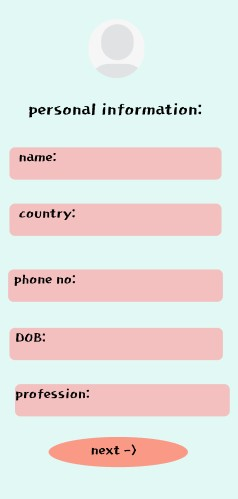 personal information:
name:
country:
phone no:
DOB:
profession:
next ->